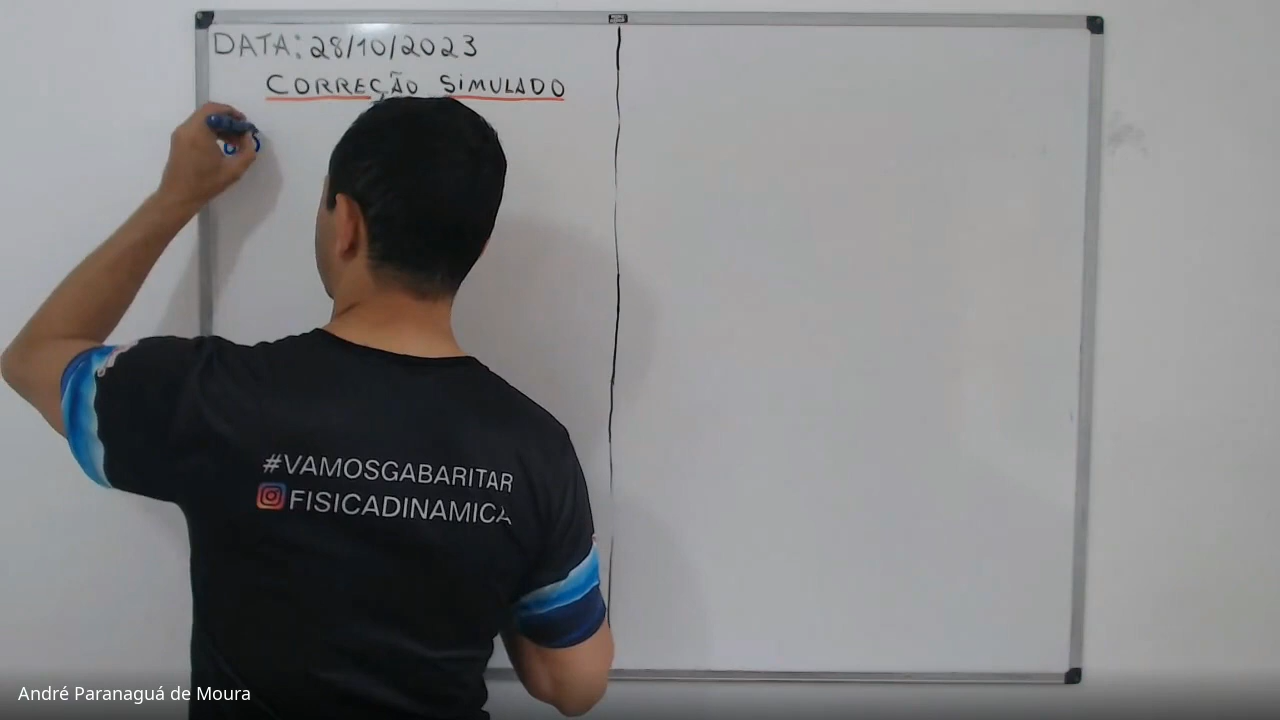 DATA: 28/10/2023
CORREÇÃO SIMULADO
#VAMOSGABARITAR
FISICADINAMICA
André Paranaguá de Moura